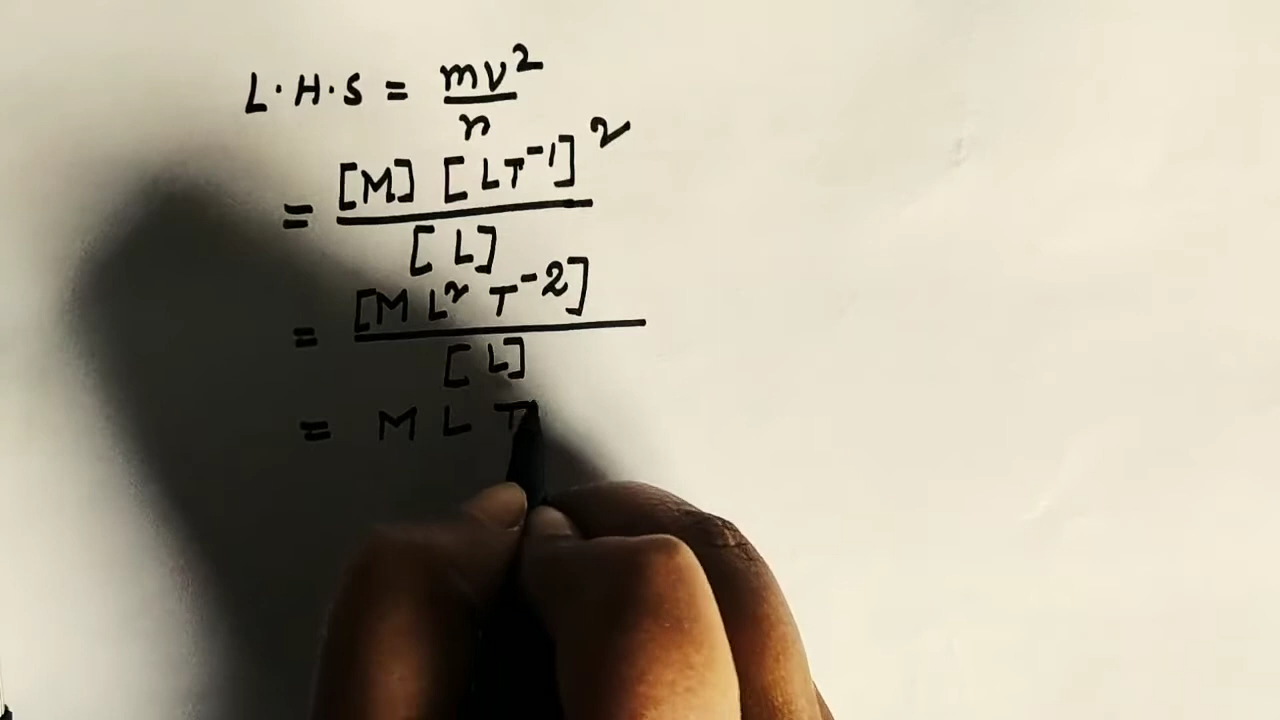 L.H.S = mv²/r
= [M] [LT⁻¹]²/[L]
= [M L² T⁻²]/[L]
= M L T